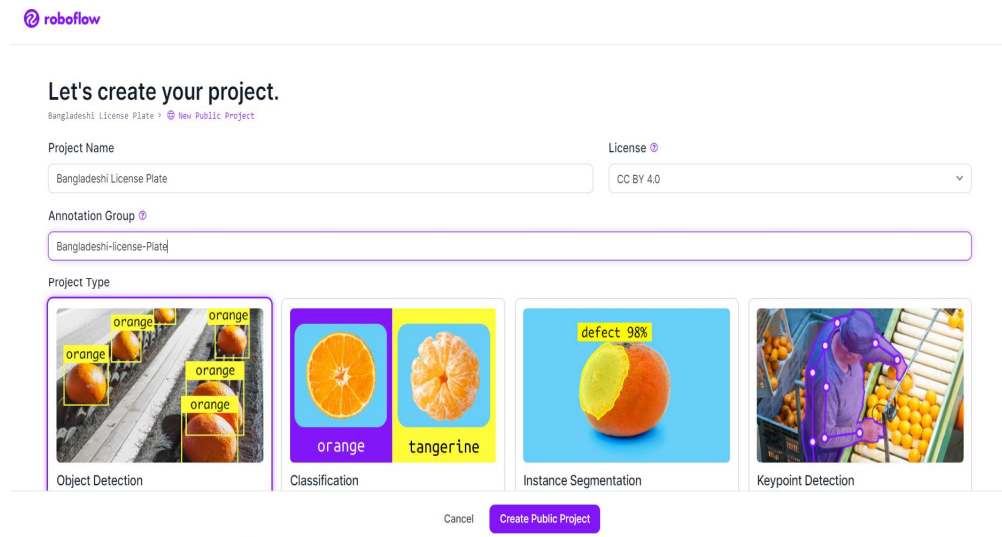 roboflow
Let's create your project.
Bangladeshi License Plate > New Public Project
Project Name
License ?
Bangladeshi License Plate
CC BY 4.0
Annotation Group ?
Bangladeshi-license-Plate
Project Type
orange
orange
orange
orange
orange
orange
tangerine
defect 98%
Object Detection
Classification
Instance Segmentation
Keypoint Detection
Cancel
Create Public Project